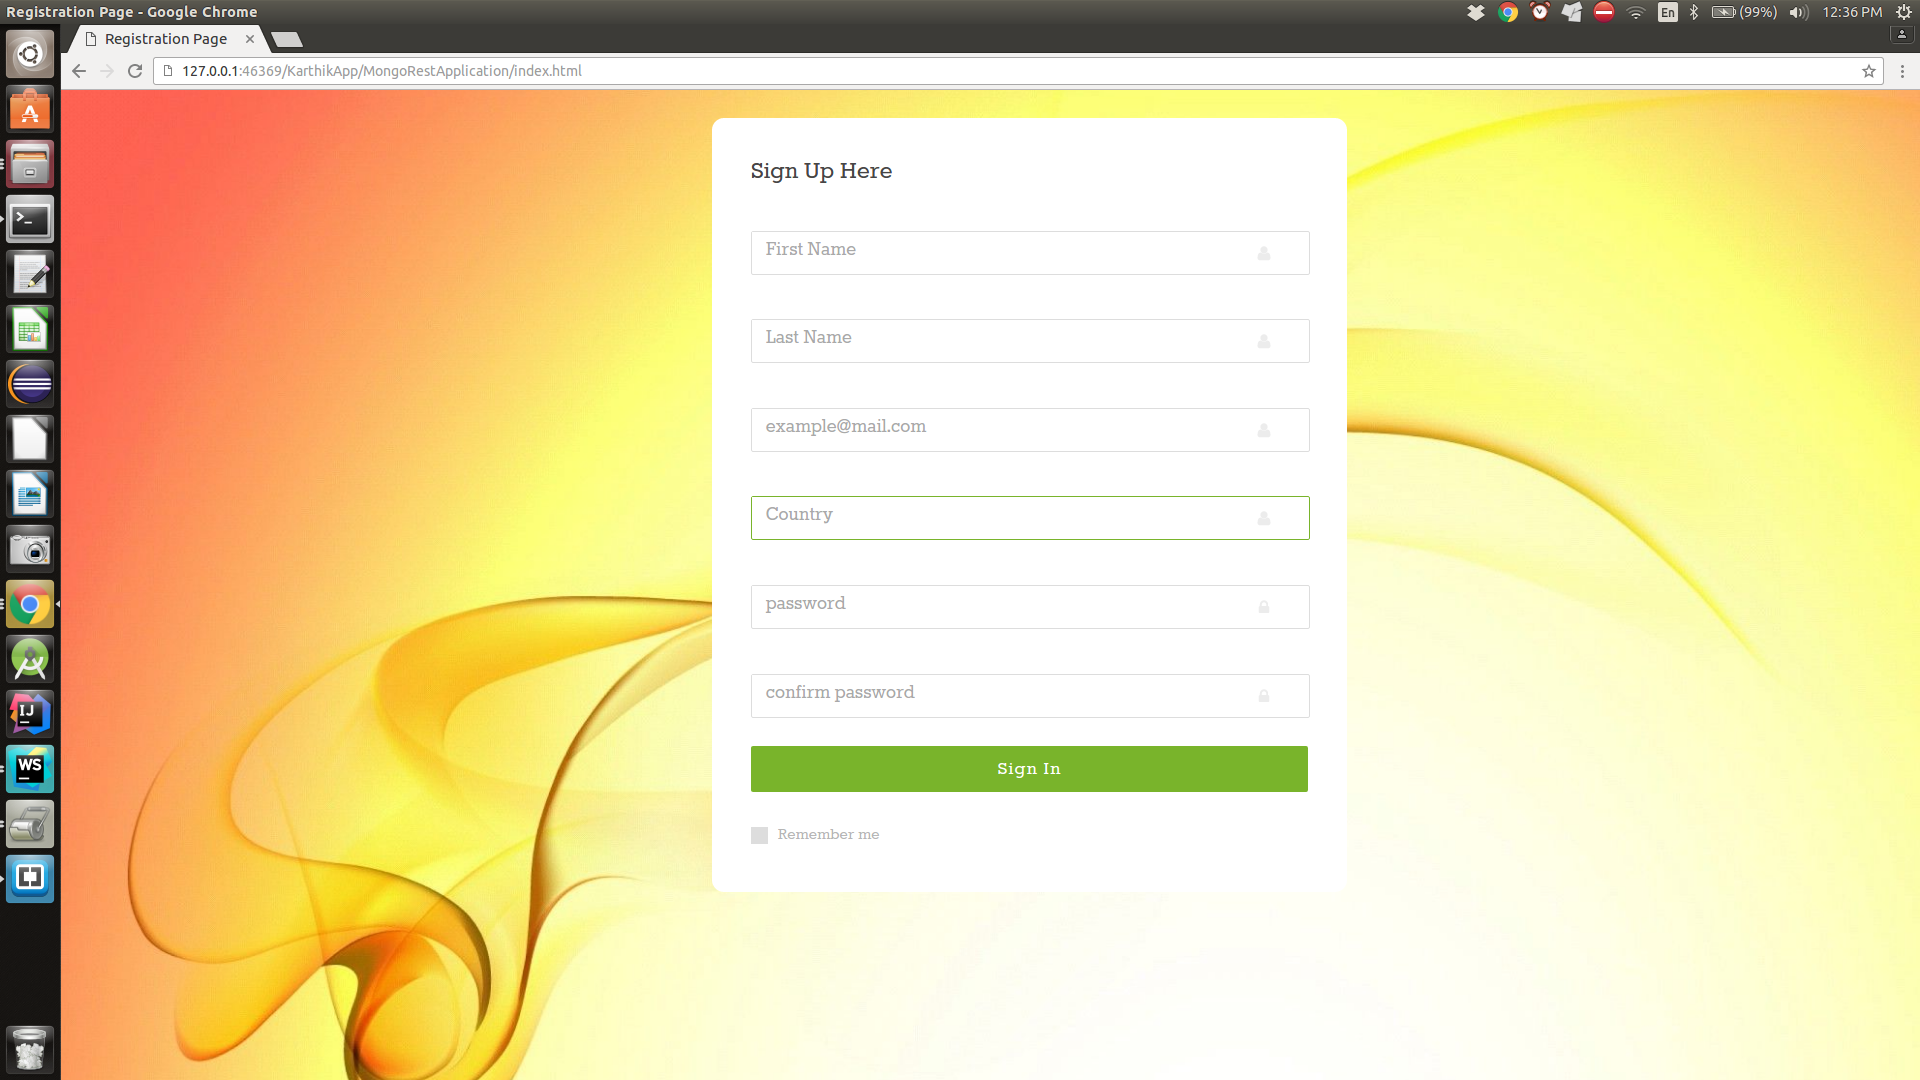 Registration Page - Google Chrome
En
(99%)
12:36 PM
Registration Page
127.0.0.1:46369/KarthikApp/MongoRestApplication/index.html
Sign Up Here
First Name
Last Name
example@mail.com
Country
password
confirm password
Sign In
Remember me
IJ
WS